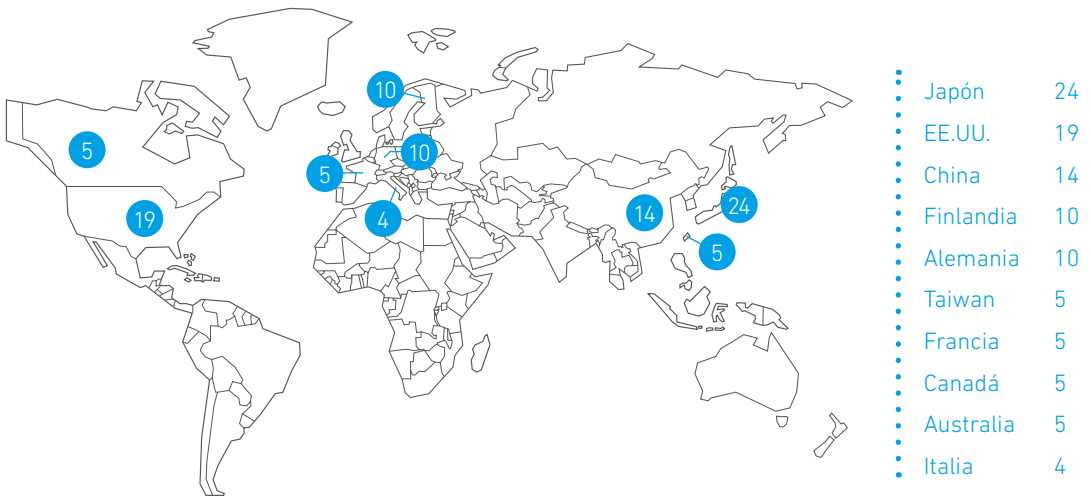 10
5
10
5
19
4
14
24
5
Japón 24
EE.UU. 19
China 14
Finlandia 10
Alemania 10
Taiwan 5
Francia 5
Canadá 5
Australia 5
Italia 4